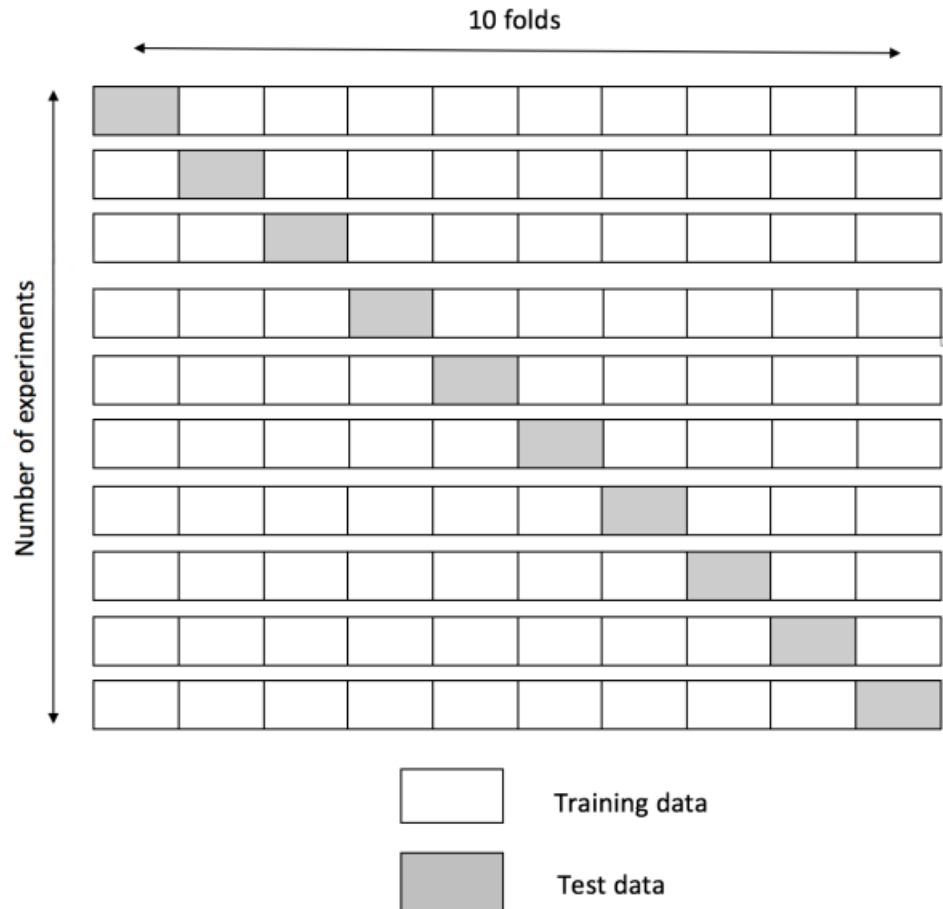 10 folds
Number of experiments
Training data
Test data